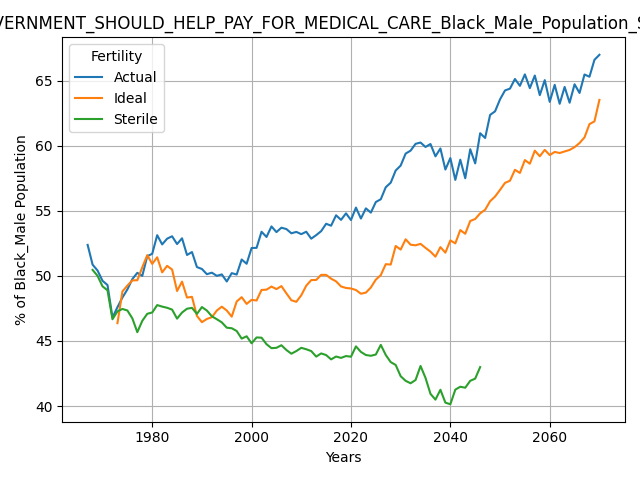 VERNMENT_SHOULD_HELP_PAY_FOR_MEDICAL_CARE_Black_Male_Population_S
Fertility
Actual
Ideal
Sterile
% of Black_Male Population
65
60
55
50
45
40
1980
2000
2020
2040
2060
Years